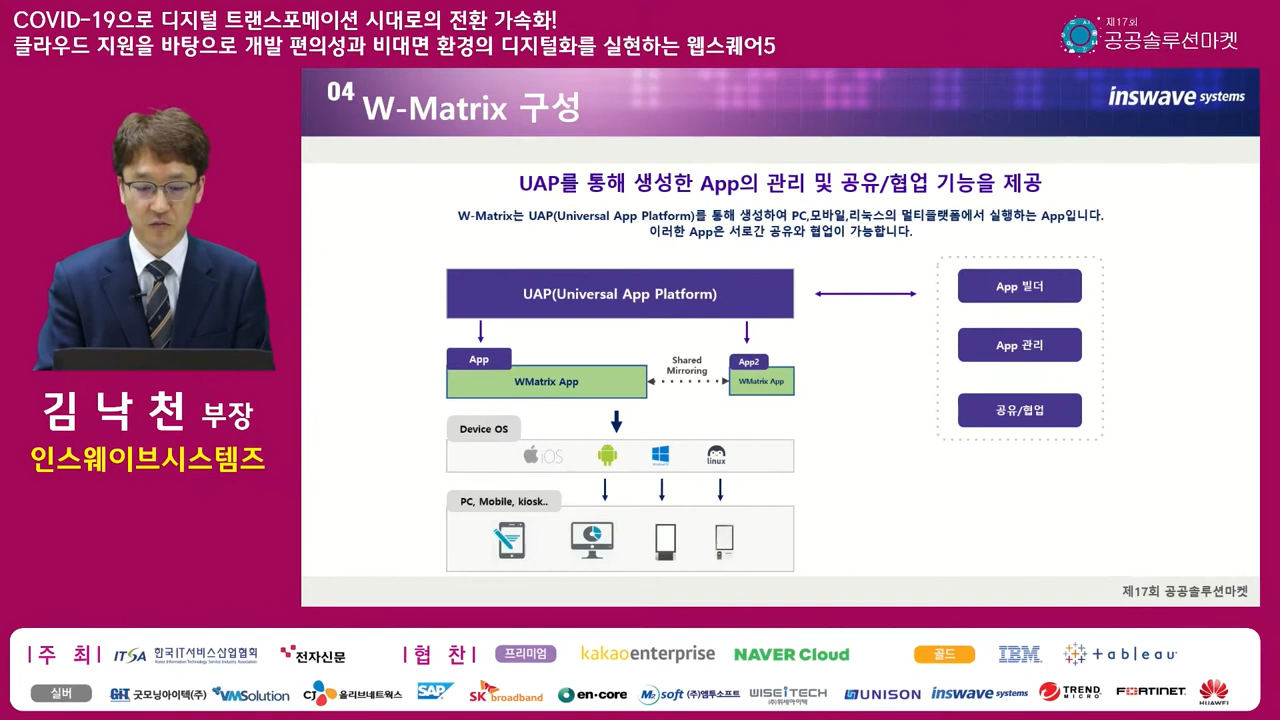 COVID-19으로 디지털 트랜스포메이션 시대로의 전환 가속화!
클라우드 지원을 바탕으로 개발 편의성과 비대면 환경의 디지털화를 실현하는 웹스퀘어5
제17회
공공솔루션마켓
04 W-Matrix 구성
inswave systems
UAP를 통해 생성한 App의 관리 및 공유/협업 기능을 제공
W-Matrix는 UAP(Universal App Platform)를 통해 생성하여 PC,모바일,리눅스의 멀티플랫폼에서 실행하는 App입니다.
이러한 App은 서로간 공유와 협업이 가능합니다.
UAP(Universal App Platform)
App 빌더
App 관리
공유/협업
App
WMatrix App
Shared
Mirroring
App2
WMatrix App
Device OS
iOS
linux
PC, Mobile, kiosk..
김 낙 천 부장
인스웨이브시스템즈
제17회 공공솔루션마켓
주 최
ITSA 한국IT서비스산업협회
Korea Information Technology Service Industry Association
전자신문
협 찬
프리미엄
kakaoenterprise
NAVER Cloud
골드
IBM
+ a b l e a u
실버
GIT 굿모닝아이텍(주)
VMSolution
CJ 올리브네트웍스
SAP
SK broadband
en·core
M2soft (주)엠투소프트
WISEiTECH
(주)위세아이텍
UNISON
inswave systems
TREND MICRO
FORTINET
HUAWEI